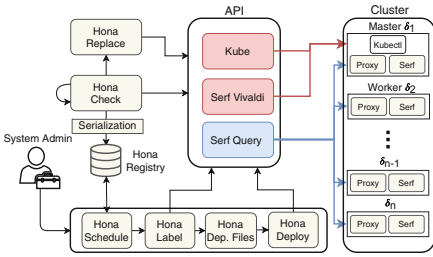 API
Cluster
Hona
Replace
Kube
Master δ1
Kubectl
Proxy
Serf
Hona
Check
Serf Vivaldi
Worker δ2
Proxy
Serf
Serialization
System Admin
Serf Query
Hona
Registry
δn-1
Proxy
Serf
δn
Proxy
Serf
Hona
Schedule
Hona
Label
Hona
Dep. Files
Hona
Deploy